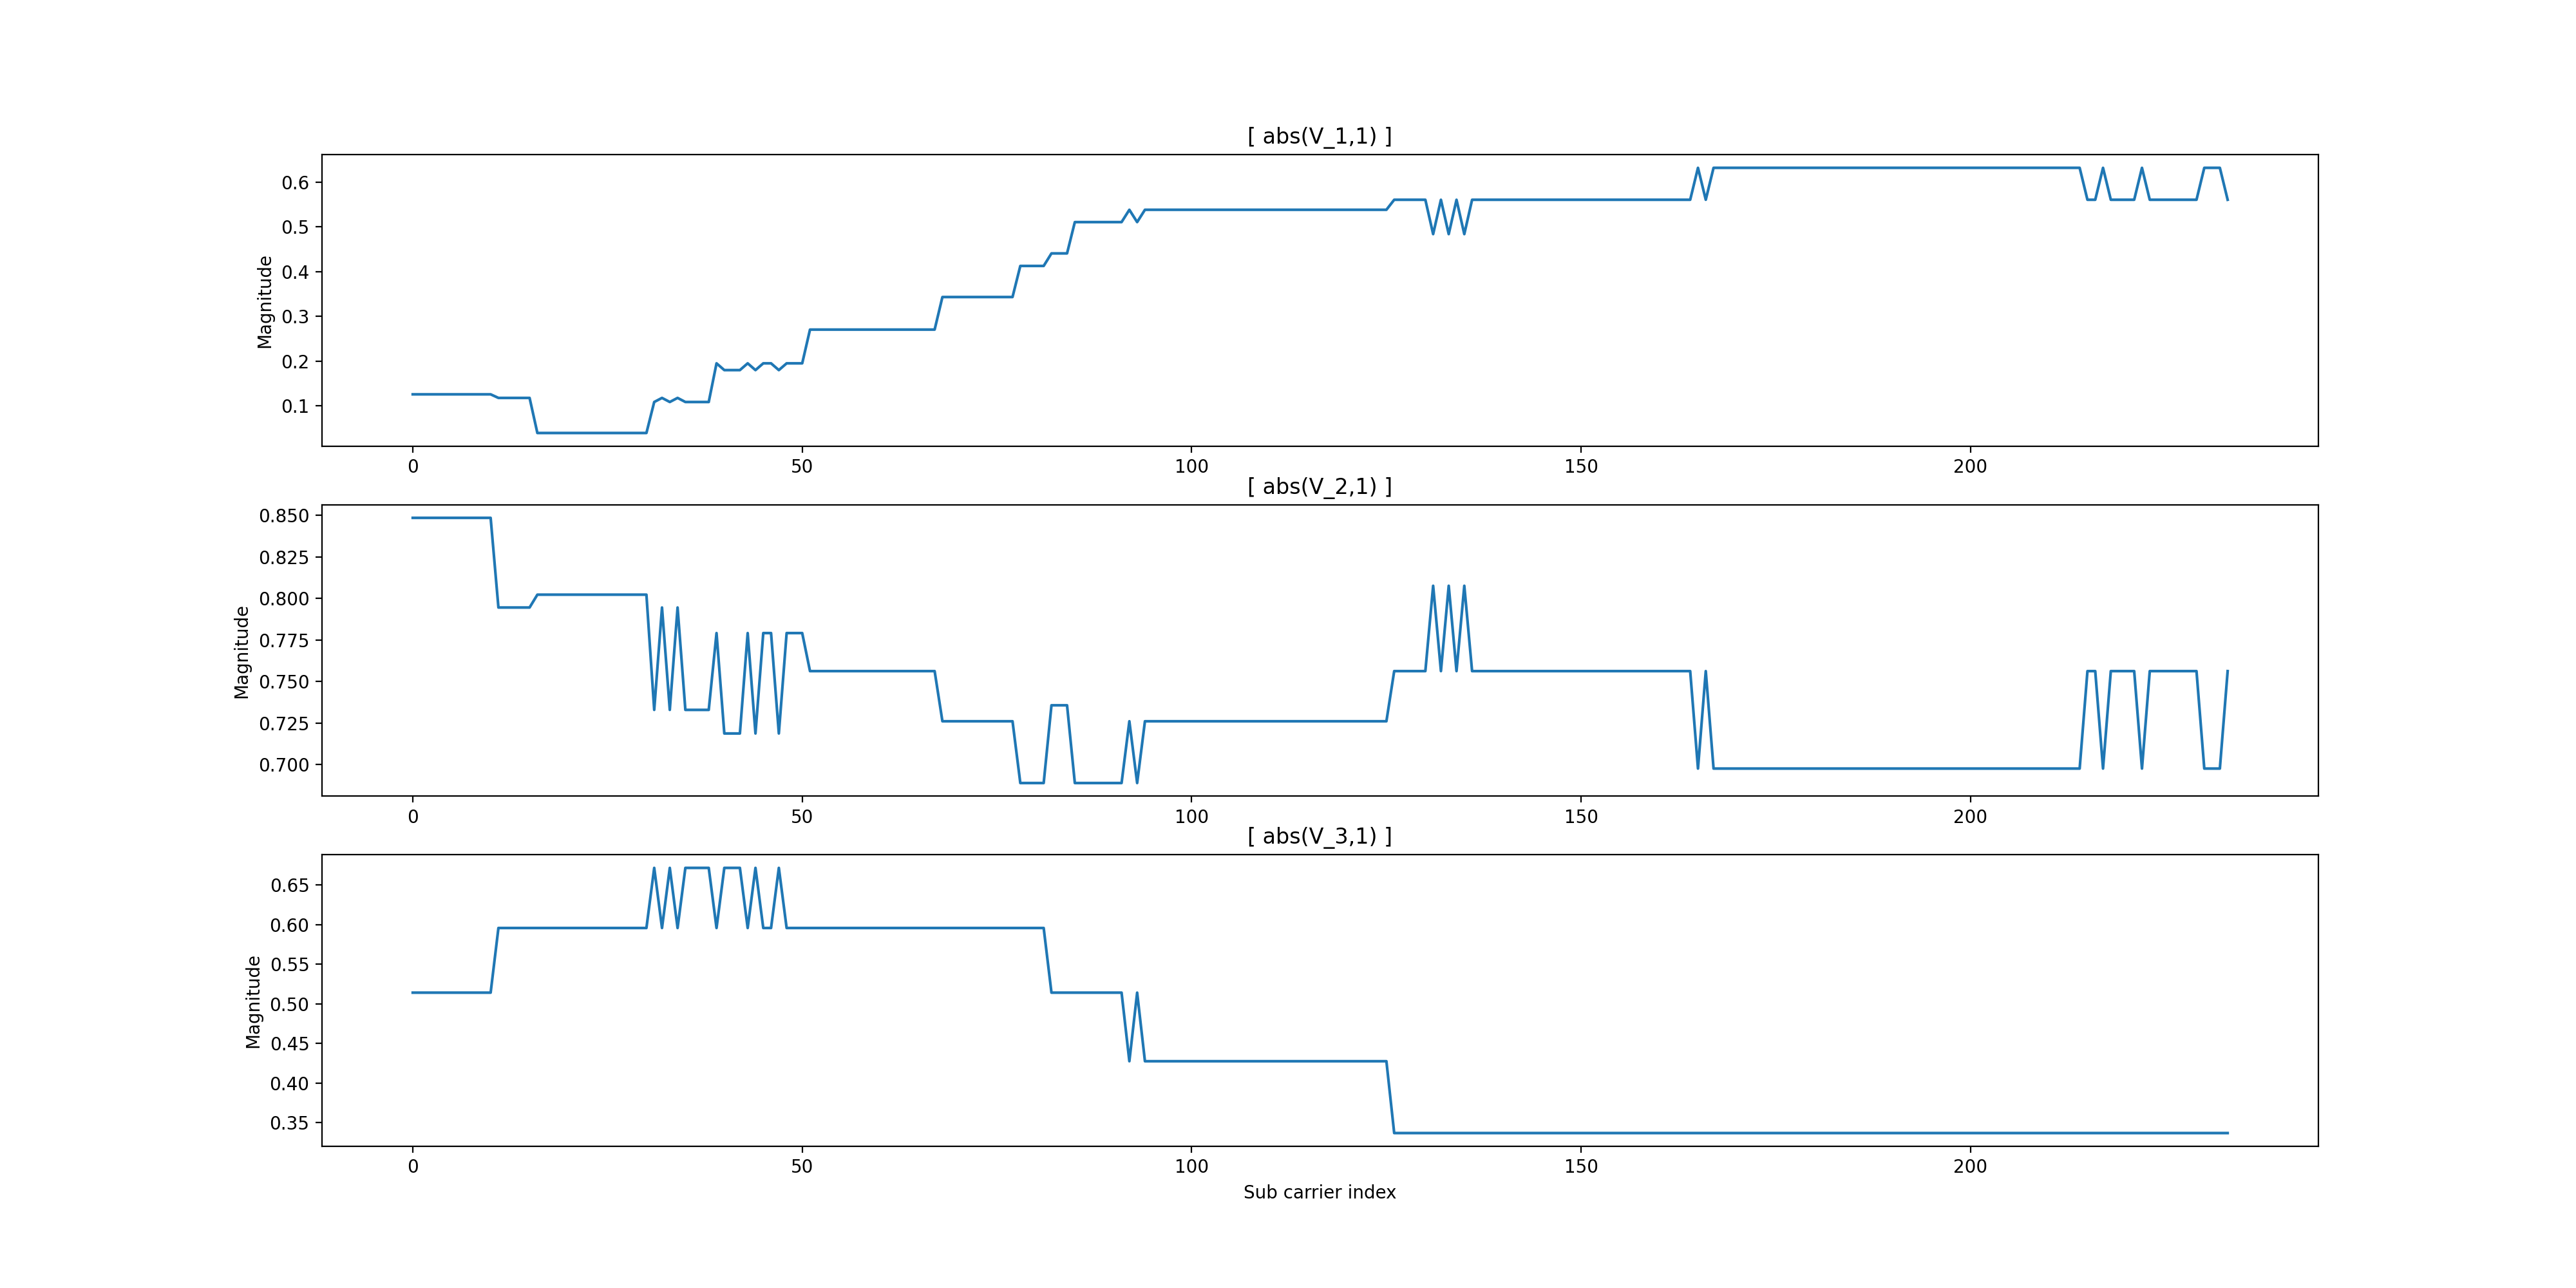 [ abs(V_1,1) ]
Magnitude
0.6
0.5
0.4
0.3
0.2
0.1
0 50 100 150 200
[ abs(V_2,1) ]
Magnitude
0.850
0.825
0.800
0.775
0.750
0.725
0.700
0 50 100 150 200
[ abs(V_3,1) ]
Magnitude
0.65
0.60
0.55
0.50
0.45
0.40
0.35
0 50 100 150 200
Sub carrier index